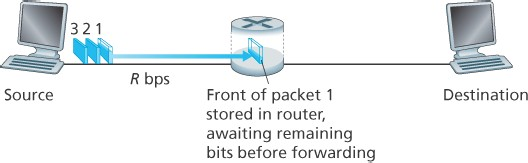 3 2 1
R bps
Source
Front of packet 1
stored in router,
awaiting remaining
bits before forwarding
Destination